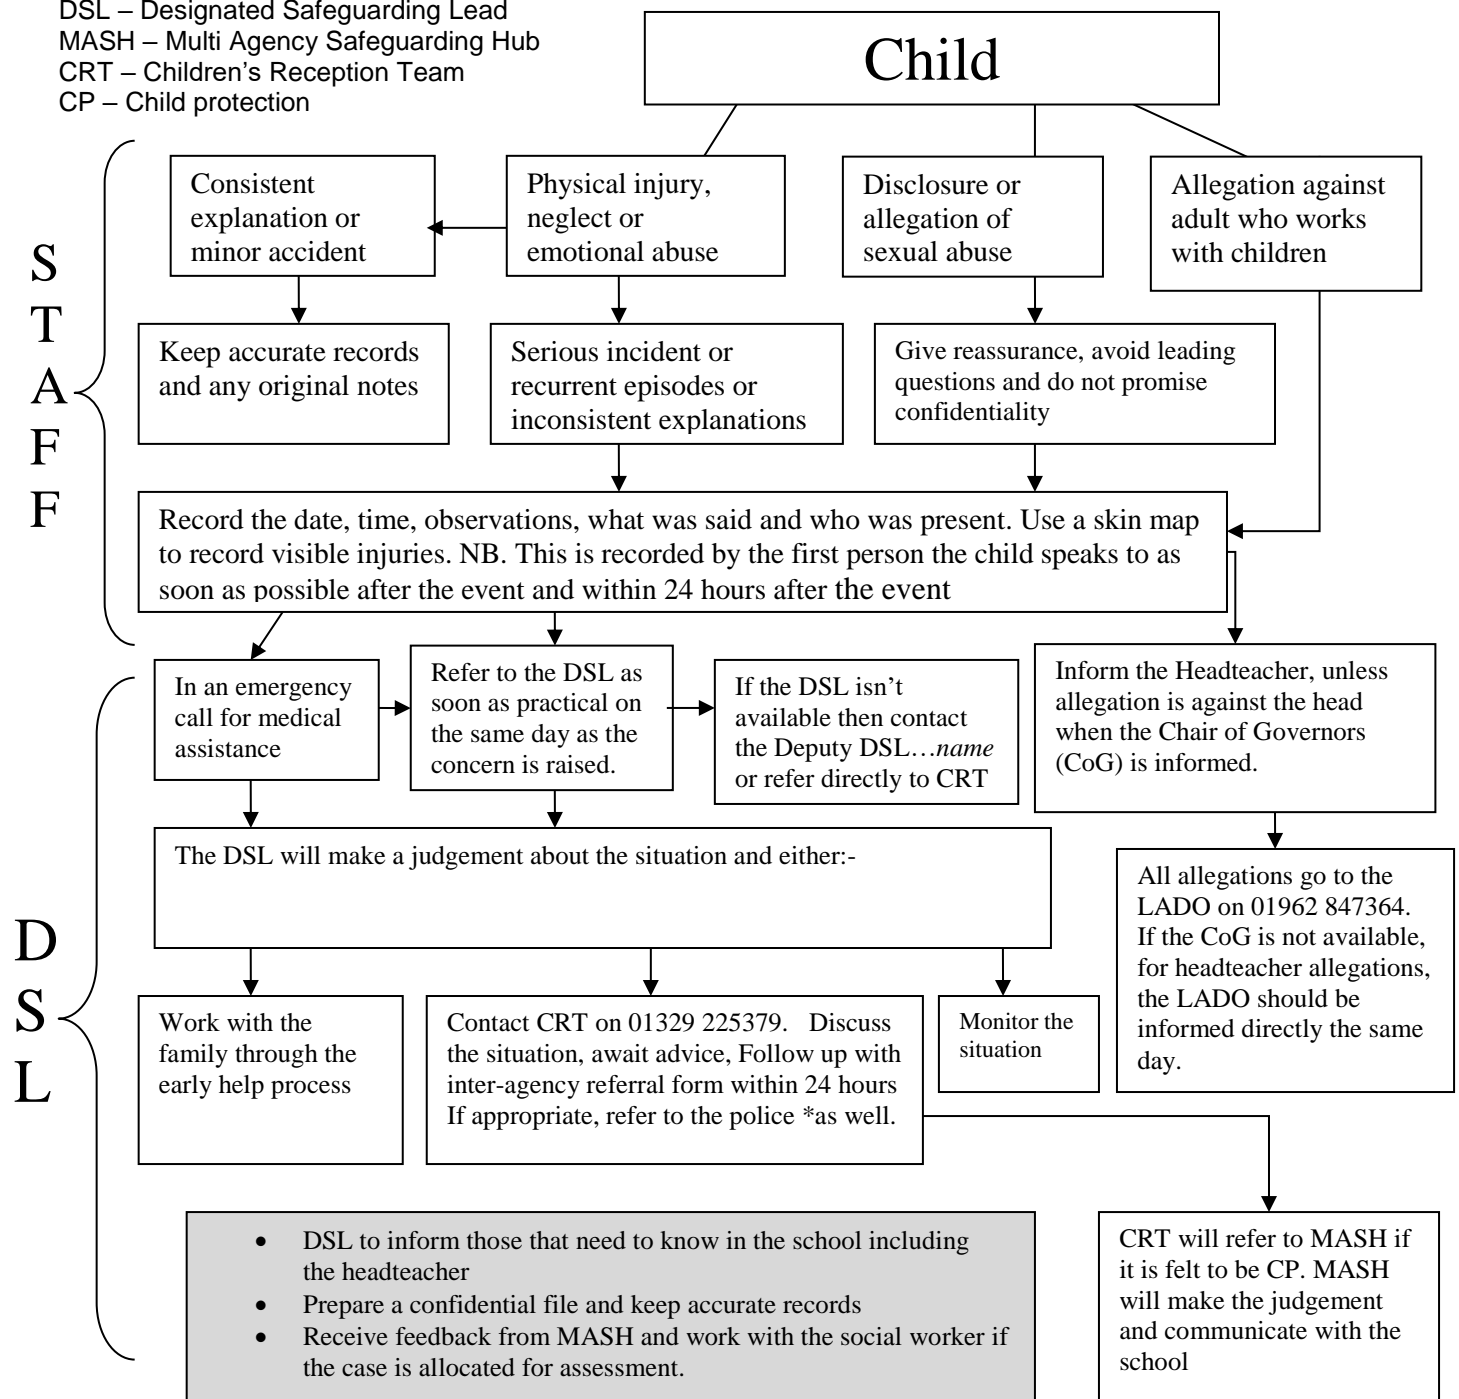 DSL – Designated Safeguarding Lead
MASH – Multi Agency Safeguarding Hub
CRT – Children's Reception Team
CP – Child protection
Child
S
T
A
F
F
Consistent
explanation or
minor accident
Physical injury,
neglect or
emotional abuse
Disclosure or
allegation of
sexual abuse
Allegation against
adult who works
with children
Keep accurate records
and any original notes
Serious incident or
recurrent episodes or
inconsistent explanations
Give reassurance, avoid leading
questions and do not promise
confidentiality
Record the date, time, observations, what was said and who was present. Use a skin map
to record visible injuries. NB. This is recorded by the first person the child speaks to as
soon as possible after the event and within 24 hours after the event
D
S
L
In an emergency
call for medical
assistance
Refer to the DSL as
soon as practical on
the same day as the
concern is raised.
If the DSL isn't
available then contact
the Deputy DSL…name
or refer directly to CRT
Inform the Headteacher, unless
allegation is against the head
when the Chair of Governors
(CoG) is informed.
The DSL will make a judgement about the situation and either:-
All allegations go to the
LADO on 01962 847364.
If the CoG is not available,
for headteacher allegations,
the LADO should be
informed directly the same
day.
Work with the
family through the
early help process
Contact CRT on 01329 225379. Discuss
the situation, await advice, Follow up with
inter-agency referral form within 24 hours
If appropriate, refer to the police *as well.
Monitor the
situation
• DSL to inform those that need to know in the school including
the headteacher
• Prepare a confidential file and keep accurate records
• Receive feedback from MASH and work with the social worker if
the case is allocated for assessment.
CRT will refer to MASH if
it is felt to be CP. MASH
will make the judgement
and communicate with the
school